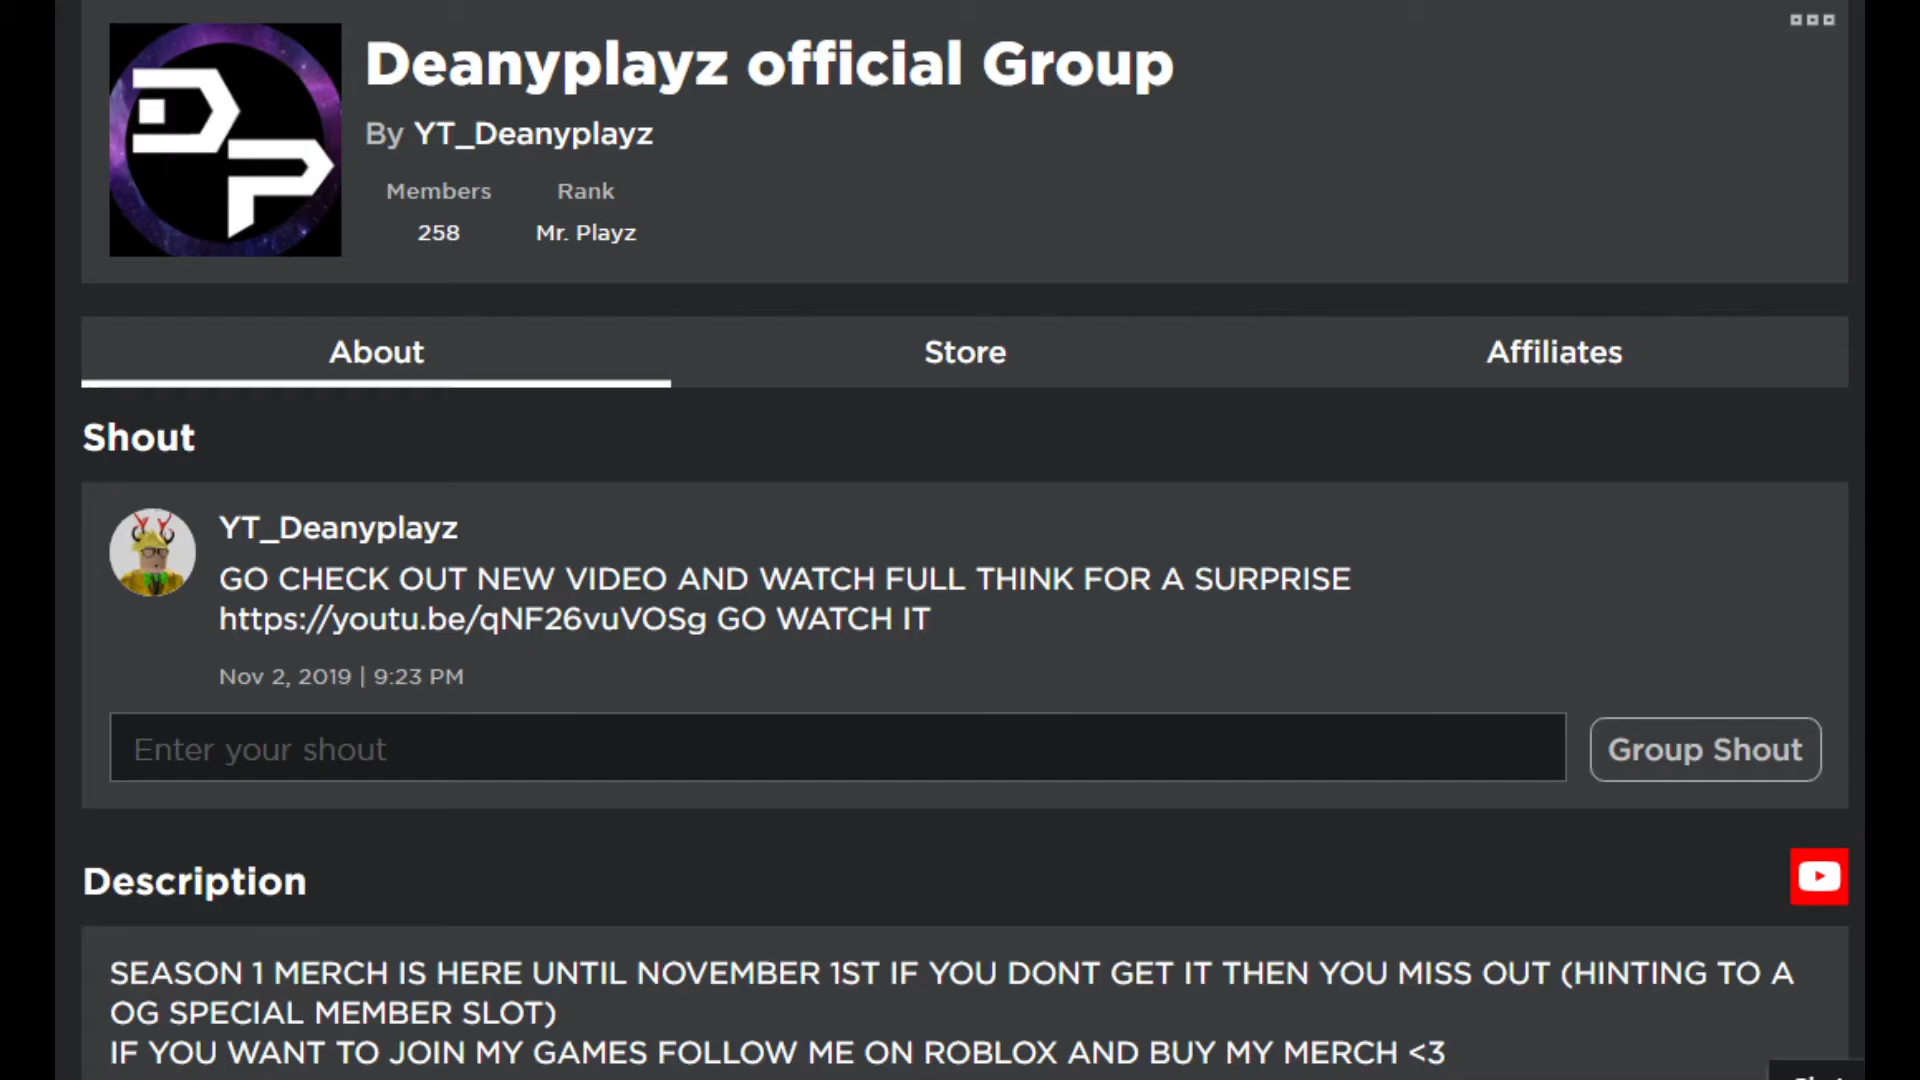 Deanyplayz official Group
By YT_Deanyplayz
Members Rank
258 Mr. Playz
About Store Affiliates
Shout
YT_Deanyplayz
GO CHECK OUT NEW VIDEO AND WATCH FULL THINK FOR A SURPRISE
https://youtu.be/qNF26vuVOSg GO WATCH IT
Nov 2, 2019 | 9:23 PM
Enter your shout Group Shout
Description
SEASON 1 MERCH IS HERE UNTIL NOVEMBER 1ST IF YOU DONT GET IT THEN YOU MISS OUT (HINTING TO A
OG SPECIAL MEMBER SLOT)
IF YOU WANT TO JOIN MY GAMES FOLLOW ME ON ROBLOX AND BUY MY MERCH <3